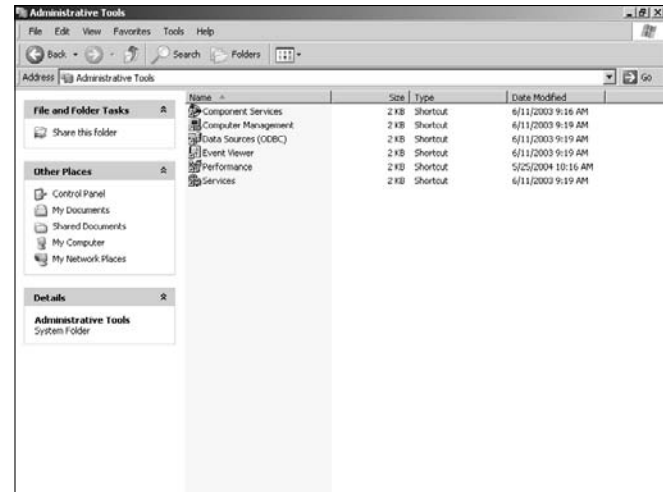 Administrative Tools
File Edit View Favorites Tools Help
Back Search Folders
Address Administrative Tools Go
Name Size Type Date Modified
File and Folder Tasks
Share this folder
Other Places
Control Panel
My Documents
Shared Documents
My Computer
My Network Places
Details
Administrative Tools
System Folder
Component Services 2 KB Shortcut 6/11/2003 9:16 AM
Computer Management 2 KB Shortcut 6/11/2003 9:19 AM
Data Sources (ODBC) 2 KB Shortcut 6/11/2003 9:19 AM
Event Viewer 2 KB Shortcut 6/11/2003 9:19 AM
Performance 2 KB Shortcut 5/25/2004 10:16 AM
Services 2 KB Shortcut 6/11/2003 9:19 AM